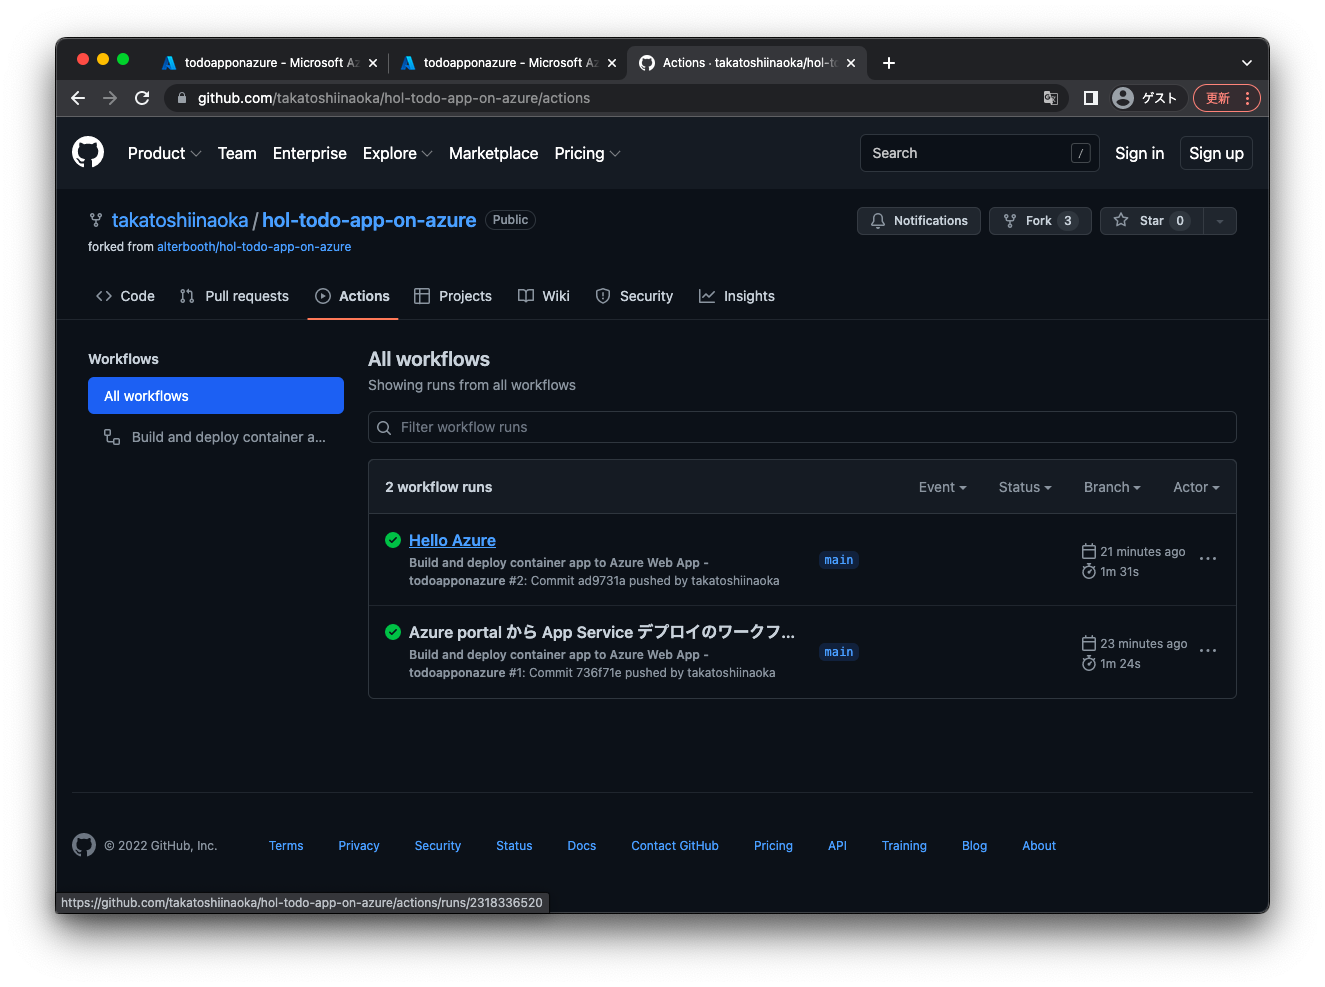 todoapponazure - Microsoft Az
todoapponazure - Microsoft Az
Actions · takatoshiinaoka/hol-to
github.com/takatoshiinaoka/hol-todo-app-on-azure/actions
ゲスト
更新
Product
Team
Enterprise
Explore
Marketplace
Pricing
Search
/
Sign in
Sign up
takatoshiinaoka / hol-todo-app-on-azure
Public
Notifications
Fork 3
Star 0
forked from alterbooth/hol-todo-app-on-azure
Code
Pull requests
Actions
Projects
Wiki
Security
Insights
Workflows
All workflows
Build and deploy container a...
All workflows
Showing runs from all workflows
Filter workflow runs
2 workflow runs
Event
Status
Branch
Actor
Hello Azure
Build and deploy container app to Azure Web App -
todoapponazure #2: Commit ad9731a pushed by takatoshiinaoka
main
21 minutes ago
1m 31s
Azure portal から App Service デプロイのワークフ...
Build and deploy container app to Azure Web App -
todoapponazure #1: Commit 736f71e pushed by takatoshiinaoka
main
23 minutes ago
1m 24s
© 2022 GitHub, Inc.
Terms
Privacy
Security
Status
Docs
Contact GitHub
Pricing
API
Training
Blog
About
https://github.com/takatoshiinaoka/hol-todo-app-on-azure/actions/runs/2318336520